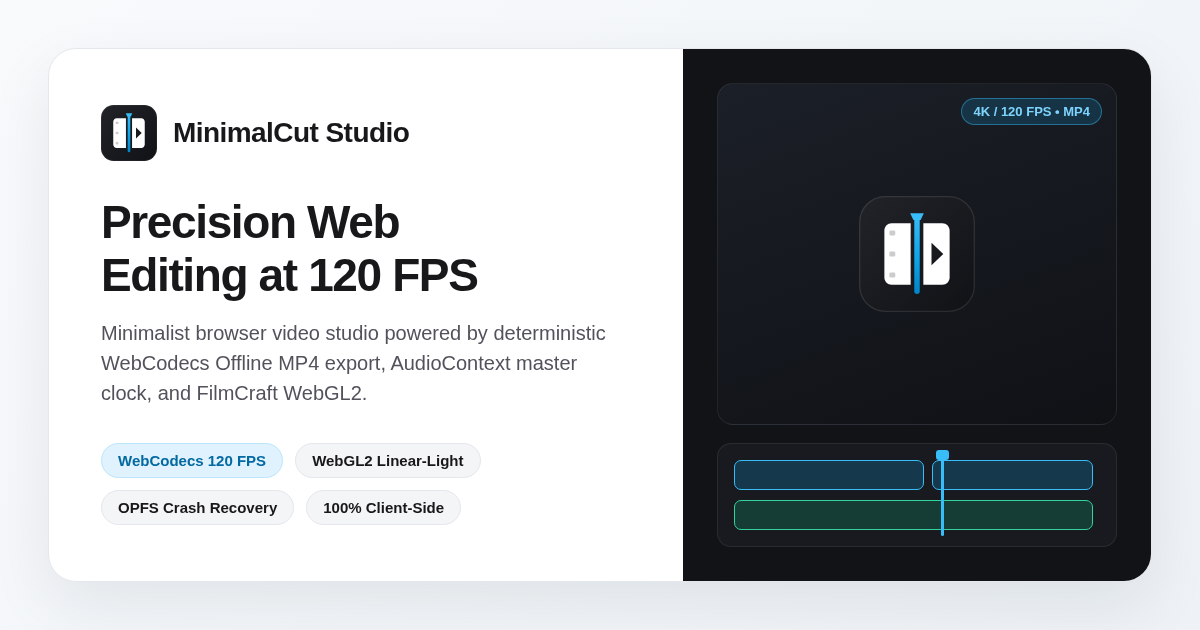 MinimalCut Studio
Precision Web
Editing at 120 FPS
Minimalist browser video studio powered by deterministic
WebCodecs Offline MP4 export, AudioContext master
clock, and FilmCraft WebGL2.
WebCodecs 120 FPS
WebGL2 Linear-Light
OPFS Crash Recovery
100% Client-Side
4K / 120 FPS • MP4